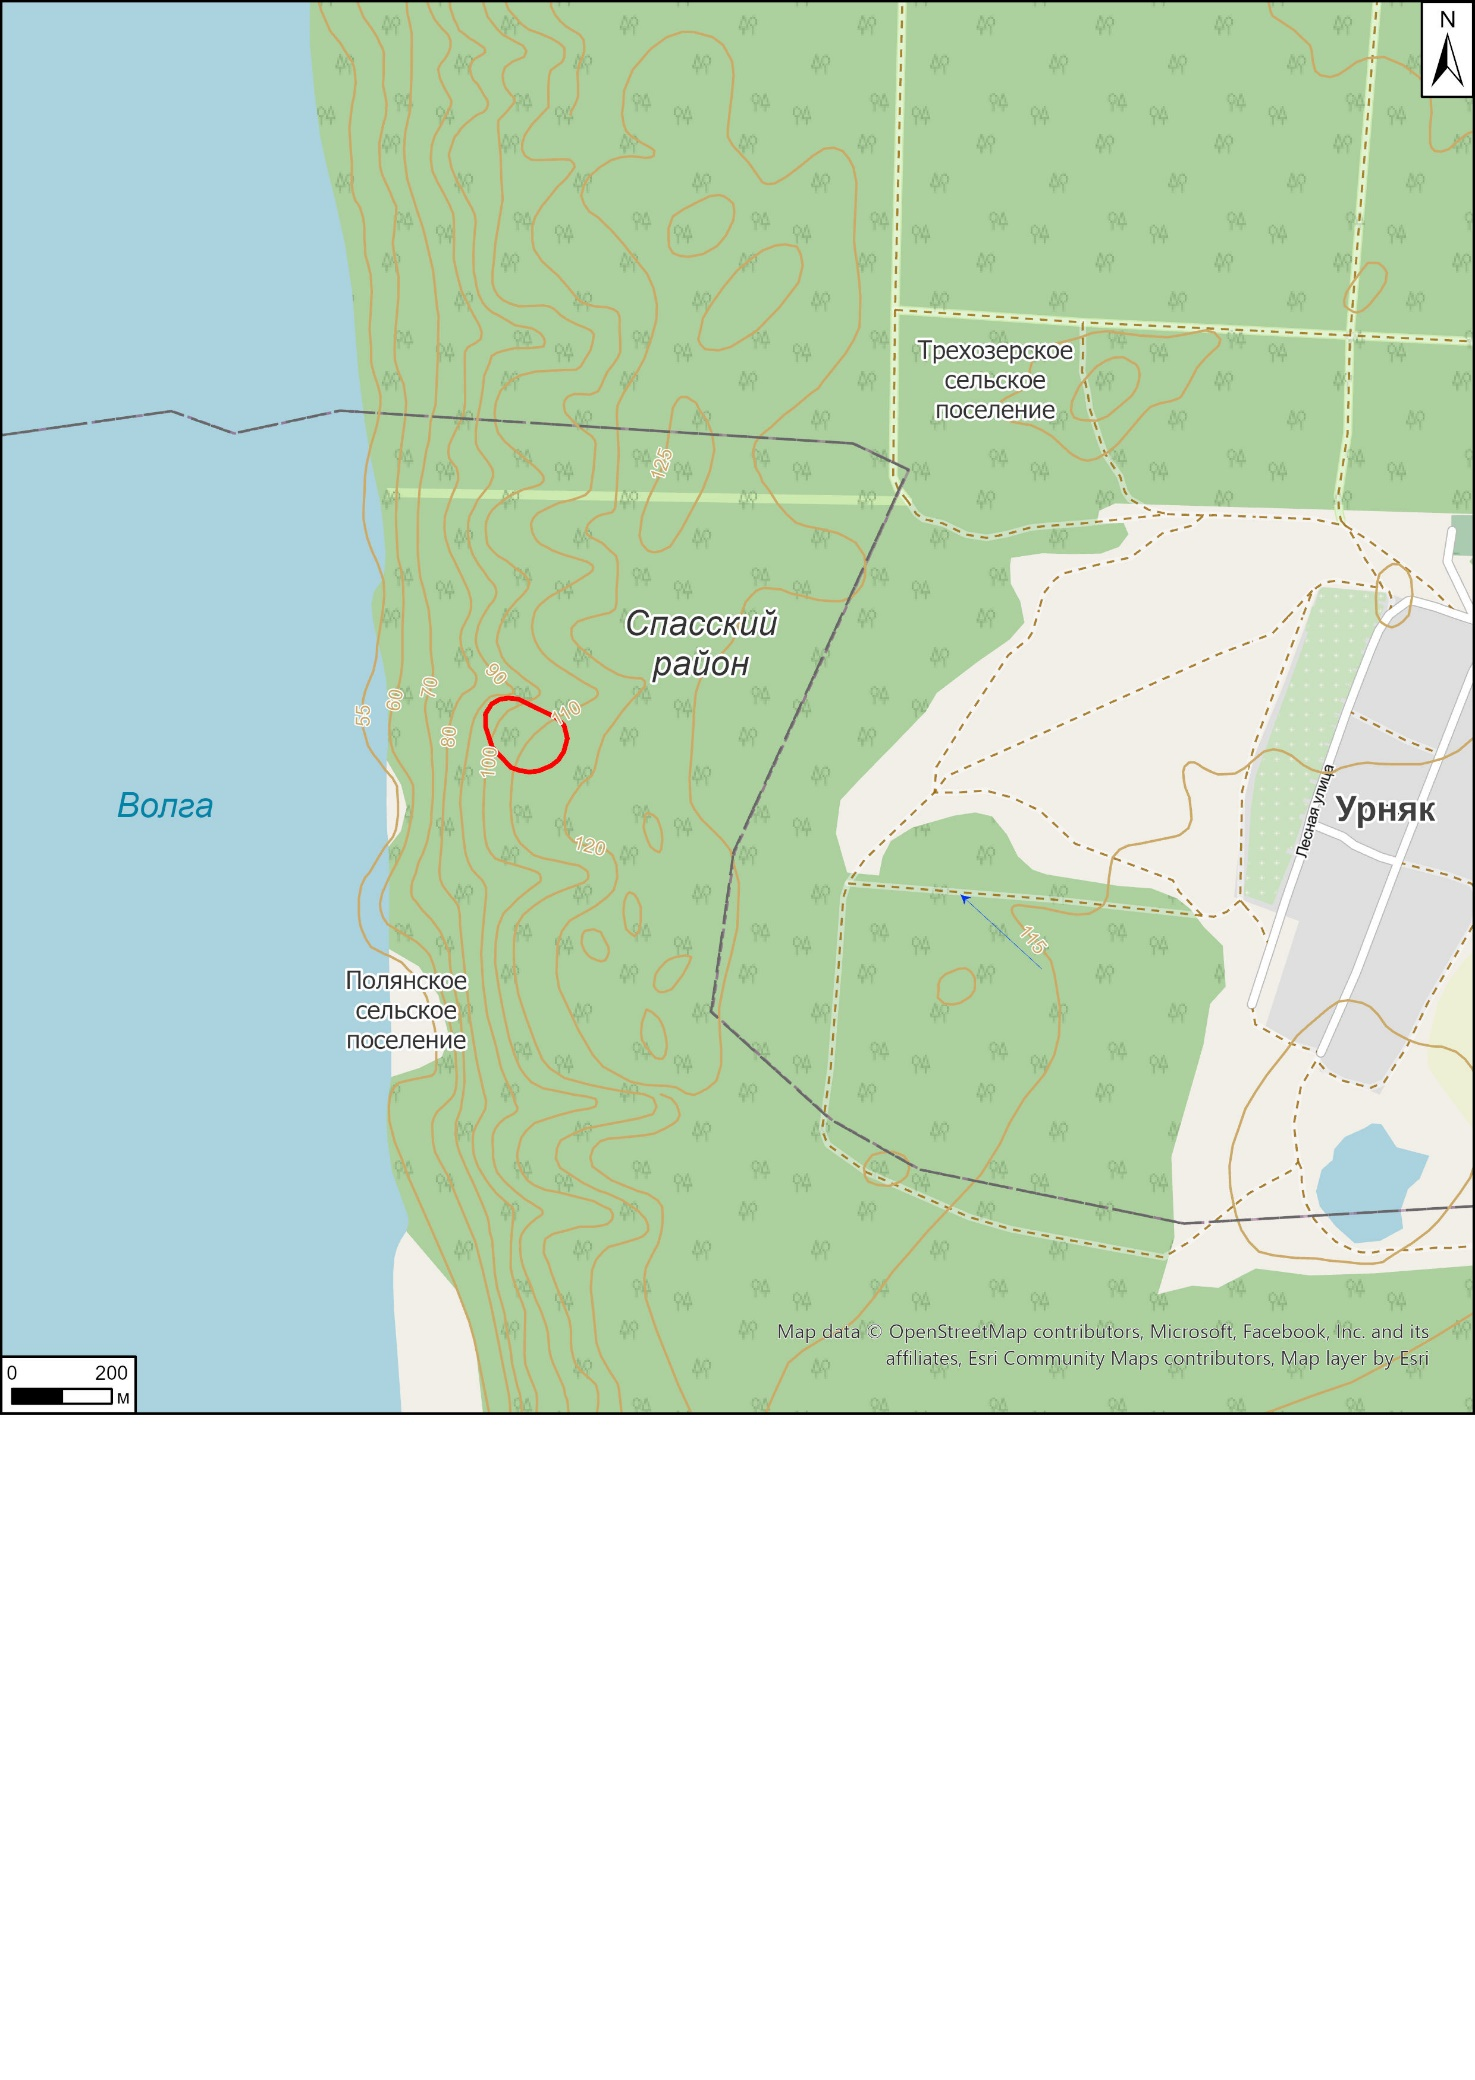 N
Трехозерское
сельское
поселение
125
Спасский
район
90
70
60
55
110
80
100
Волга
Лесная улица
Урняк
120
115
Полянское
сельское
поселение
Map data © OpenStreetMap contributors, Microsoft, Facebook, Inc. and its
affiliates, Esri Community Maps contributors, Map layer by Esri
0 200
м